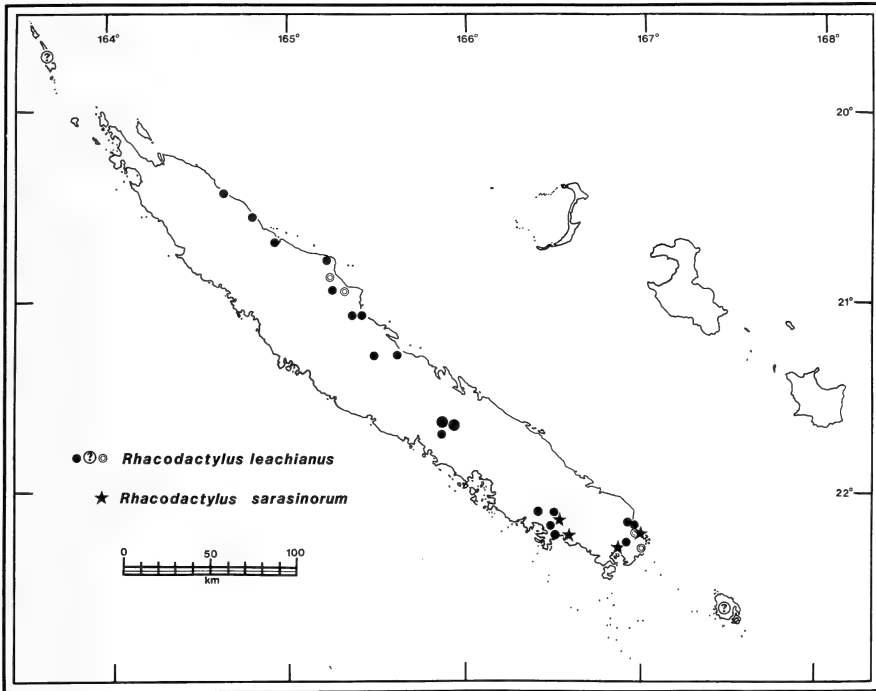 164° 165° 166° 167° 168°
?
20°
21°
? Rhacodactylus leachianus
Rhacodactylus sarasinorum
22°
0 50 100
km
?